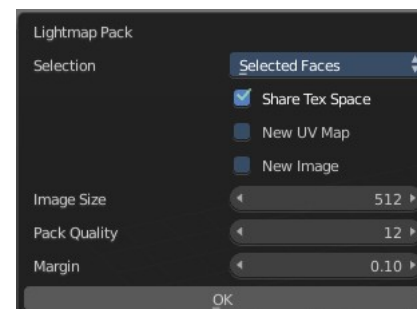 Lightmap Pack
Selection Selected Faces
Share Tex Space
New UV Map
New Image
Image Size 512
Pack Quality 12
Margin 0.10
OK